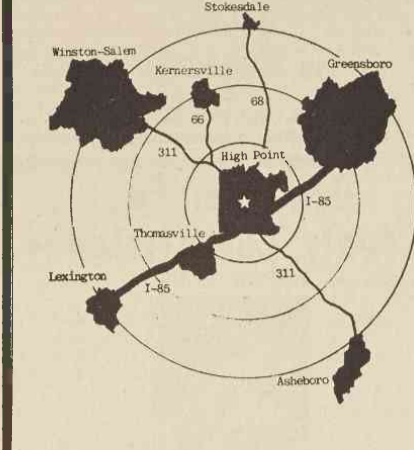 Stokesdale
Winston-Salem
Kernersville
Greensboro
68
66
311
High Point
I-85
Thomasville
Lexington
I-85
311
Asheboro